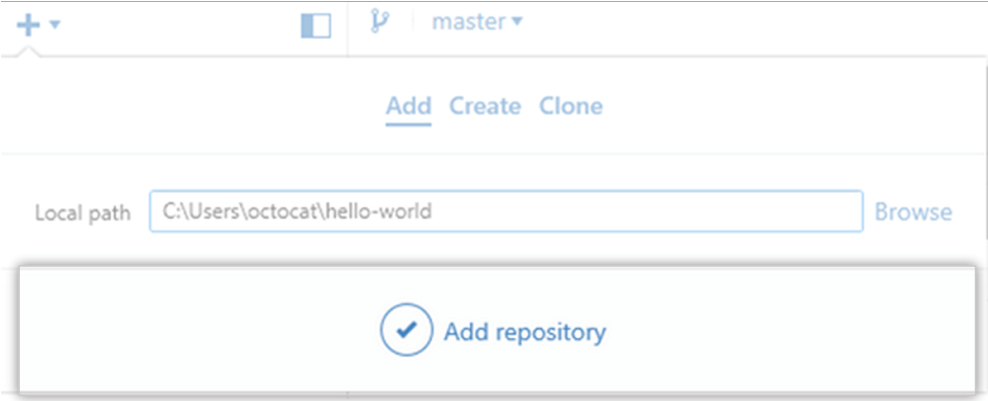 master
Add Create Clone
Local path C:\Users\octocat\hello-world Browse
Add repository